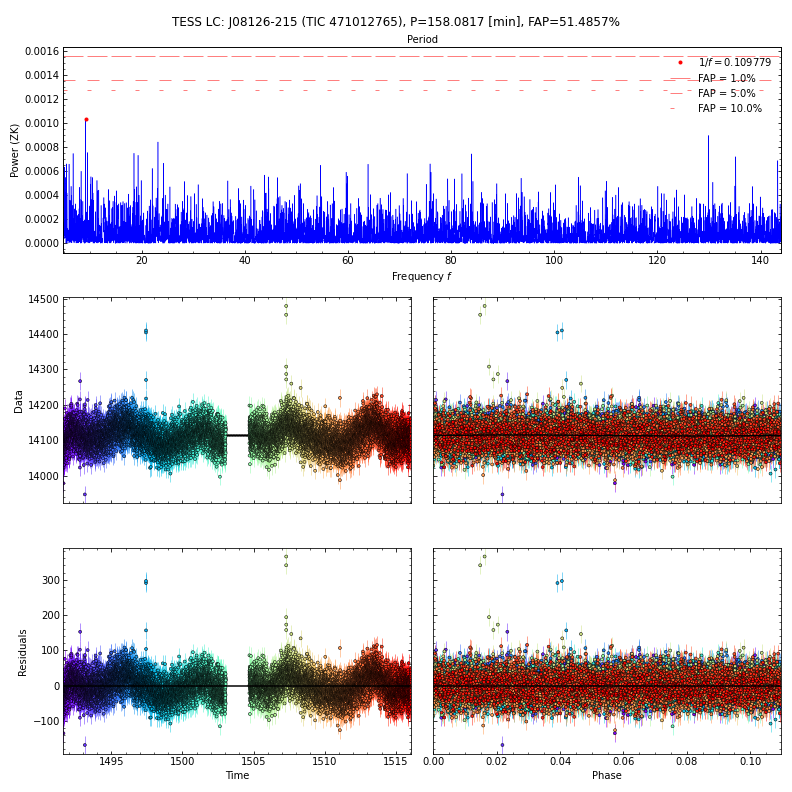 TESS LC: J08126-215 (TIC 471012765), P=158.0817 [min], FAP=51.4857%
Period
0.0016
0.0014
0.0012
0.0010
0.0008
0.0006
0.0004
0.0002
0.0000
Power (ZK)
1/f = 0.109779
FAP = 1.0%
FAP = 5.0%
FAP = 10.0%
20 40 60 80 100 120 140
Frequency f
14500
14400
14300
14200
14100
14000
Data
300
200
100
0
−100
Residuals
1495 1500 1505 1510 1515
Time
0.00 0.02 0.04 0.06 0.08 0.10
Phase